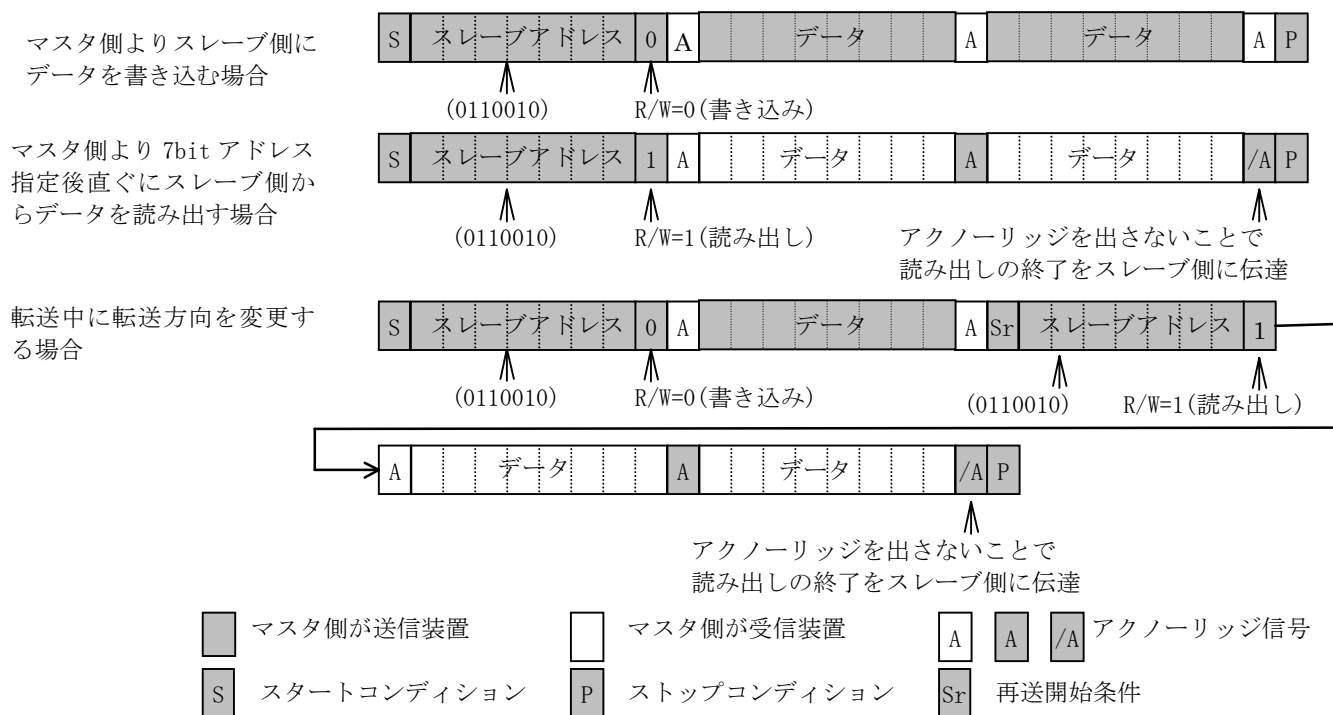 マスタ側よりスレーブ側に
データを書き込む場合
S スレーブアドレス 0 A データ A データ A P
(0110010) R/W=0(書き込み)
マスタ側より 7bit アドレス
指定後直ぐにスレーブ側か
らデータを読み出す場合
S スレーブアドレス 1 A データ A データ /A P
(0110010) R/W=1(読み出し) アクノーリッジを出さないことで
読み出しの終了をスレーブ側に伝達
転送中に転送方向を変更す
る場合
S スレーブアドレス 0 A データ A Sr スレーブアドレス 1
(0110010) R/W=0(書き込み) (0110010) R/W=1(読み出し)
A データ A データ /A P
アクノーリッジを出さないことで
読み出しの終了をスレーブ側に伝達
マスタ側が送信装置 マスタ側が受信装置 A A /A アクノーリッジ信号
S スタートコンディション P ストップコンディション Sr 再送開始条件